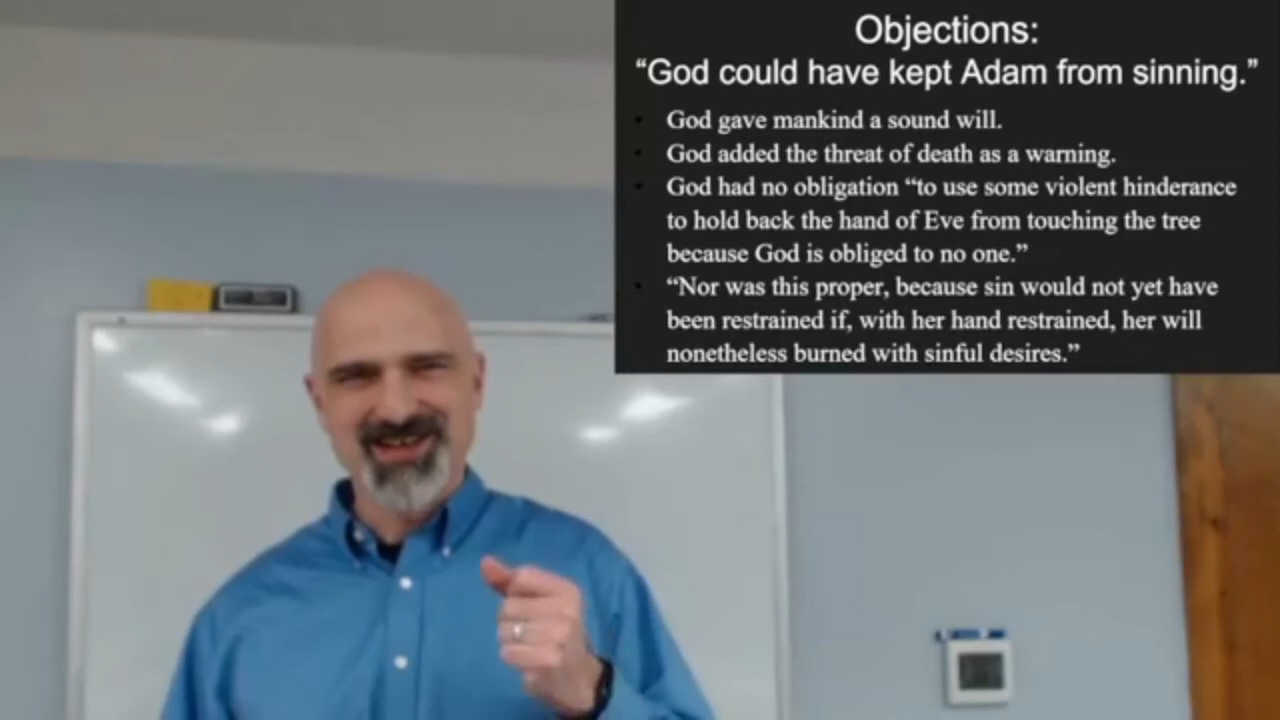 Objections:
“God could have kept Adam from sinning.”
God gave mankind a sound will.
God added the threat of death as a warning.
God had no obligation “to use some violent hinderance
to hold back the hand of Eve from touching the tree
because God is obliged to no one.”
“Nor was this proper, because sin would not yet have
been restrained if, with her hand restrained, her will
nonetheless burned with sinful desires.”